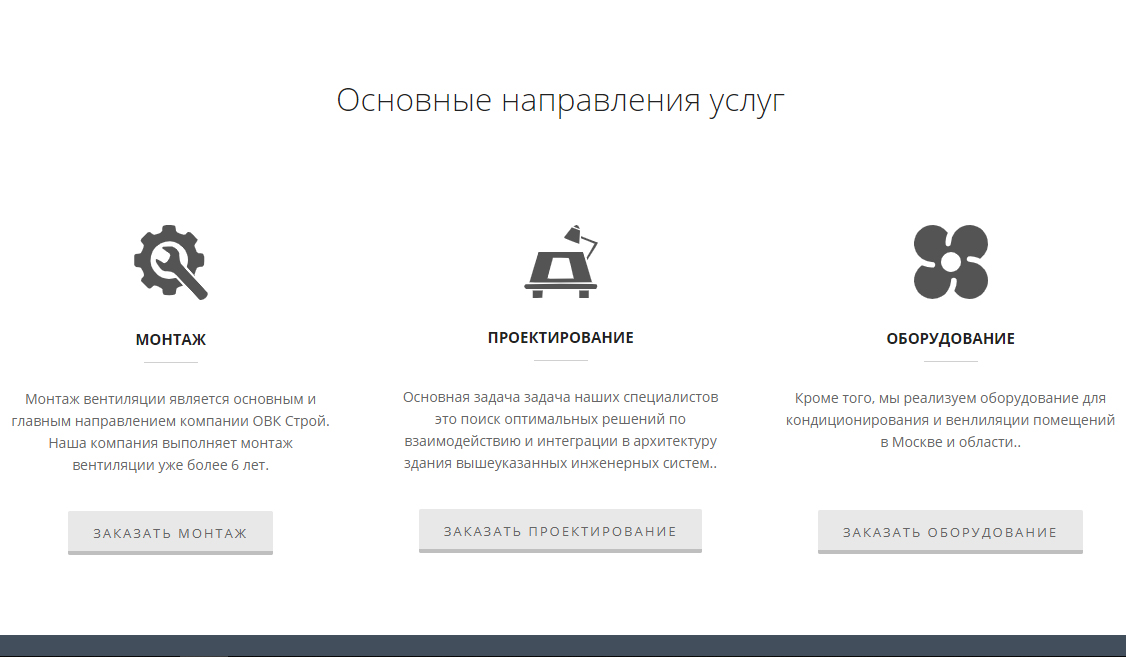 Основные направления услуг
МОНТАЖ
Монтаж вентиляции является основным и
главным направлением компании ОВК Строй.
Наша компания выполняет монтаж
вентиляции уже более 6 лет.
ЗАКАЗАТЬ МОНТАЖ
ПРОЕКТИРОВАНИЕ
Основная задача задача наших специалистов
это поиск оптимальных решений по
взаимодействию и интеграции в архитектуру
здания вышеуказанных инженерных систем..
ЗАКАЗАТЬ ПРОЕКТИРОВАНИЕ
ОБОРУДОВАНИЕ
Кроме того, мы реализуем оборудование для
кондиционирования и венлиляции помещений
в Москве и области..
ЗАКАЗАТЬ ОБОРУДОВАНИЕ